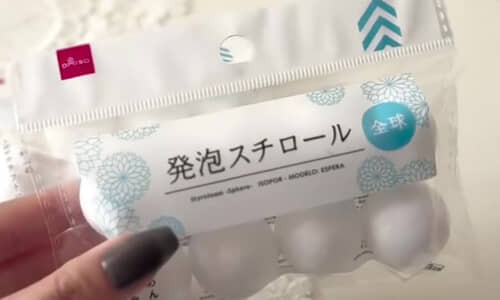 DAISO
発泡スチロール
全球
Styrofoam -Sphere- ISOPOR - MODELO: ESFERA